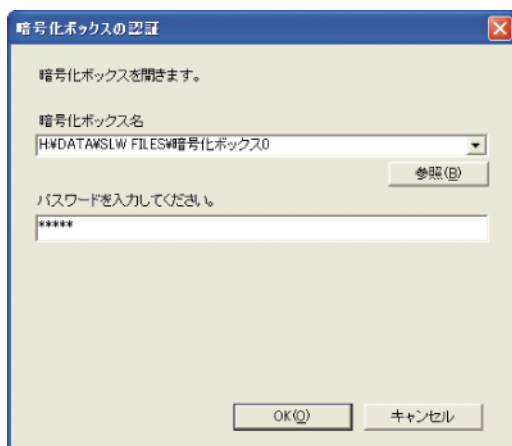 暗号化ボックスの認証
暗号化ボックスを開きます。
暗号化ボックス名
H:¥DATA¥SLW FILES¥暗号化ボックス0
参照(B)
パスワードを入力してください。
*****
OK(O)
キャンセル